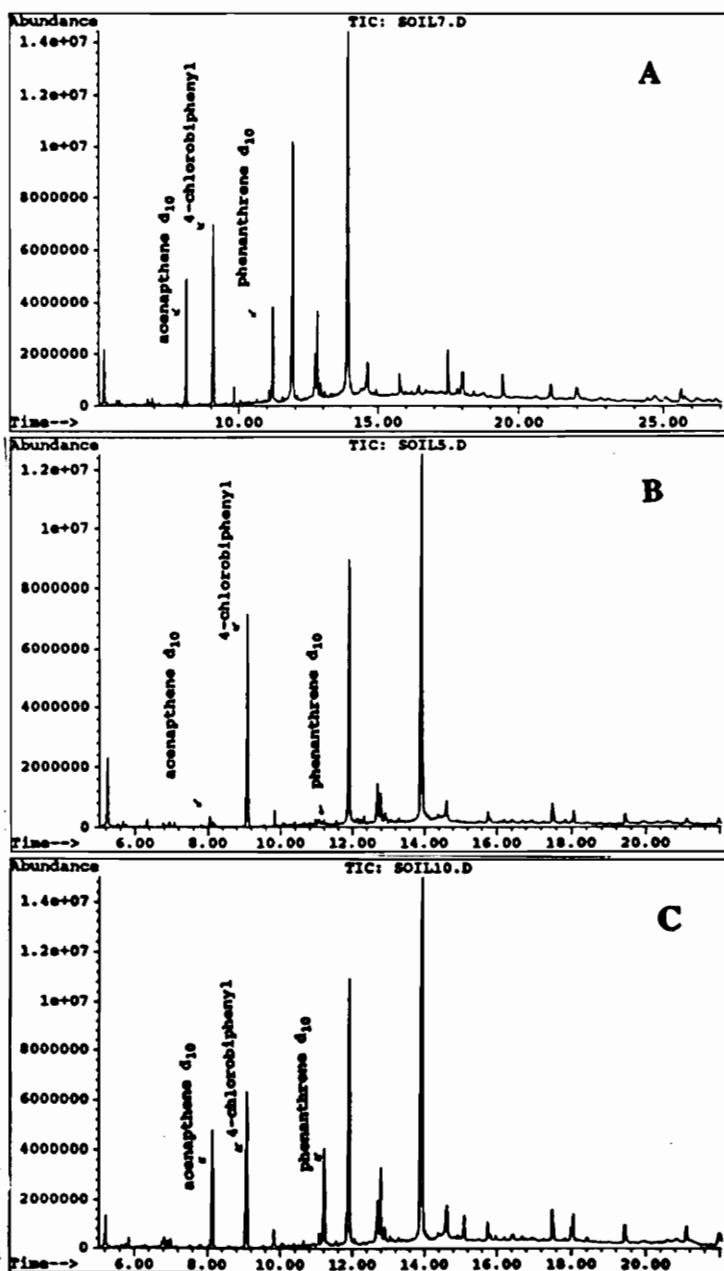 Abundance TIC: SOIL7.D
A
1.4e+07
1.2e+07
1e+07
8000000
6000000
4000000
2000000
0
acenapthene d10
4-chlorobiphenyl
phenanthrene d10
Time--> 10.00 15.00 20.00 25.00
Abundance TIC: SOIL5.D
B
1.2e+07
1e+07
8000000
6000000
4000000
2000000
0
acenapthene d10
4-chlorobiphenyl
phenanthrene d10
Time--> 6.00 8.00 10.00 12.00 14.00 16.00 18.00 20.00
Abundance TIC: SOIL10.D
C
1.4e+07
1.2e+07
1e+07
8000000
6000000
4000000
2000000
0
acenapthene d10
4-chlorobiphenyl
phenanthrene d10
Time--> 6.00 8.00 10.00 12.00 14.00 16.00 18.00 20.00